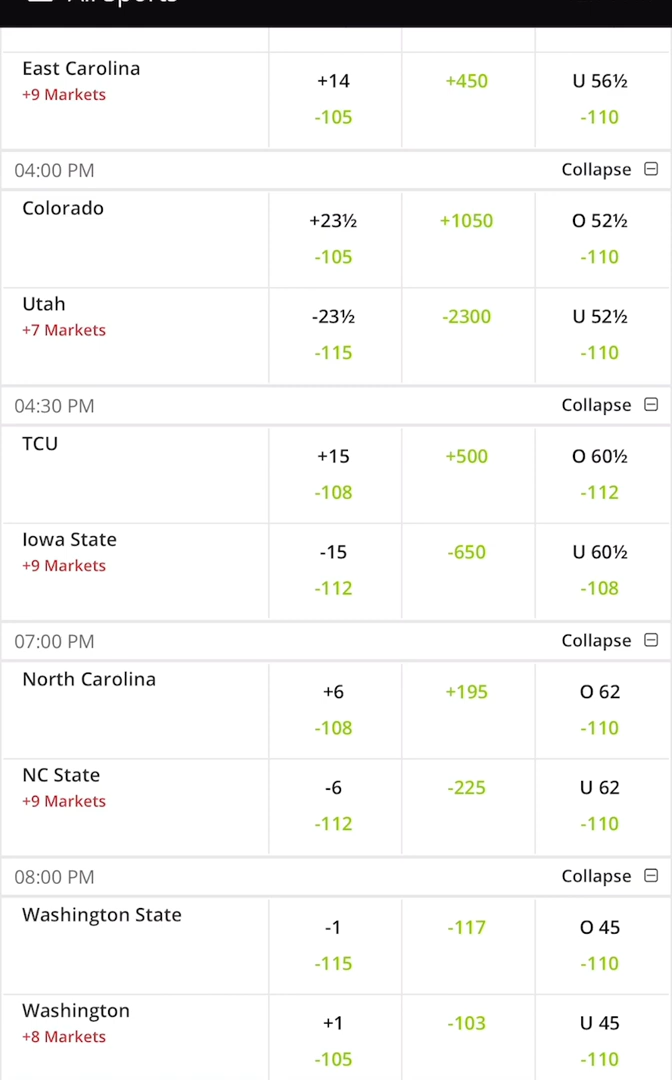 All Sports
East Carolina
+9 Markets
+14
-105
+450
U 56½
-110
04:00 PM
Collapse
Colorado
+23½
-105
+1050
O 52½
-110
Utah
+7 Markets
-23½
-115
-2300
U 52½
-110
04:30 PM
Collapse
TCU
+15
-108
+500
O 60½
-112
Iowa State
+9 Markets
-15
-112
-650
U 60½
-108
07:00 PM
Collapse
North Carolina
+6
-108
+195
O 62
-110
NC State
+9 Markets
-6
-112
-225
U 62
-110
08:00 PM
Collapse
Washington State
-1
-115
-117
O 45
-110
Washington
+8 Markets
+1
-105
-103
U 45
-110